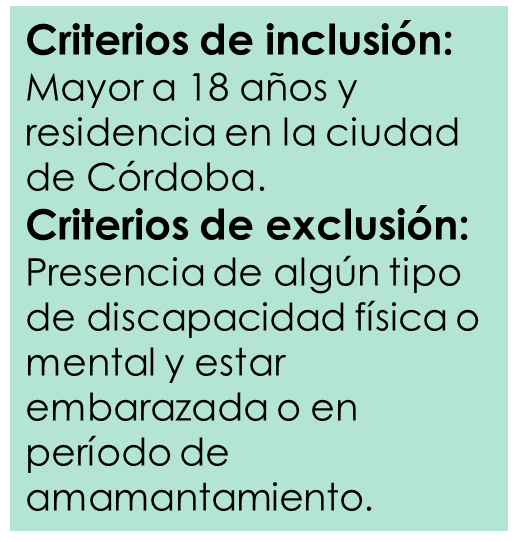 Criterios de inclusión:
Mayor a 18 años y
residencia en la ciudad
de Córdoba.
Criterios de exclusión:
Presencia de algún tipo
de discapacidad física o
mental y estar
embarazada o en
período de
amamantamiento.